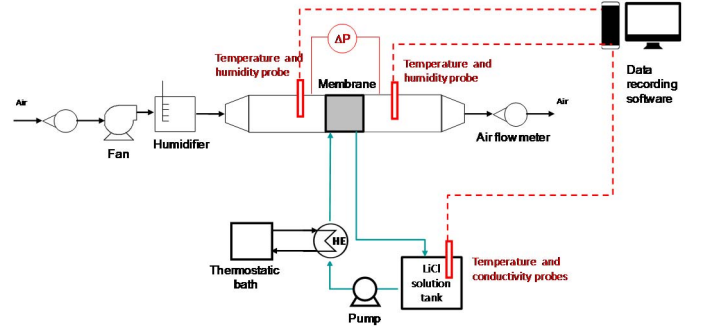 ΔP
Temperature and
humidity probe
Temperature and
humidity probe
Membrane
Data
recording
software
Air
Air
Fan
Humidifier
Air flow meter
HE
Thermostatic
bath
LiCl
solution
tank
Temperature and
conductivity probes
Pump